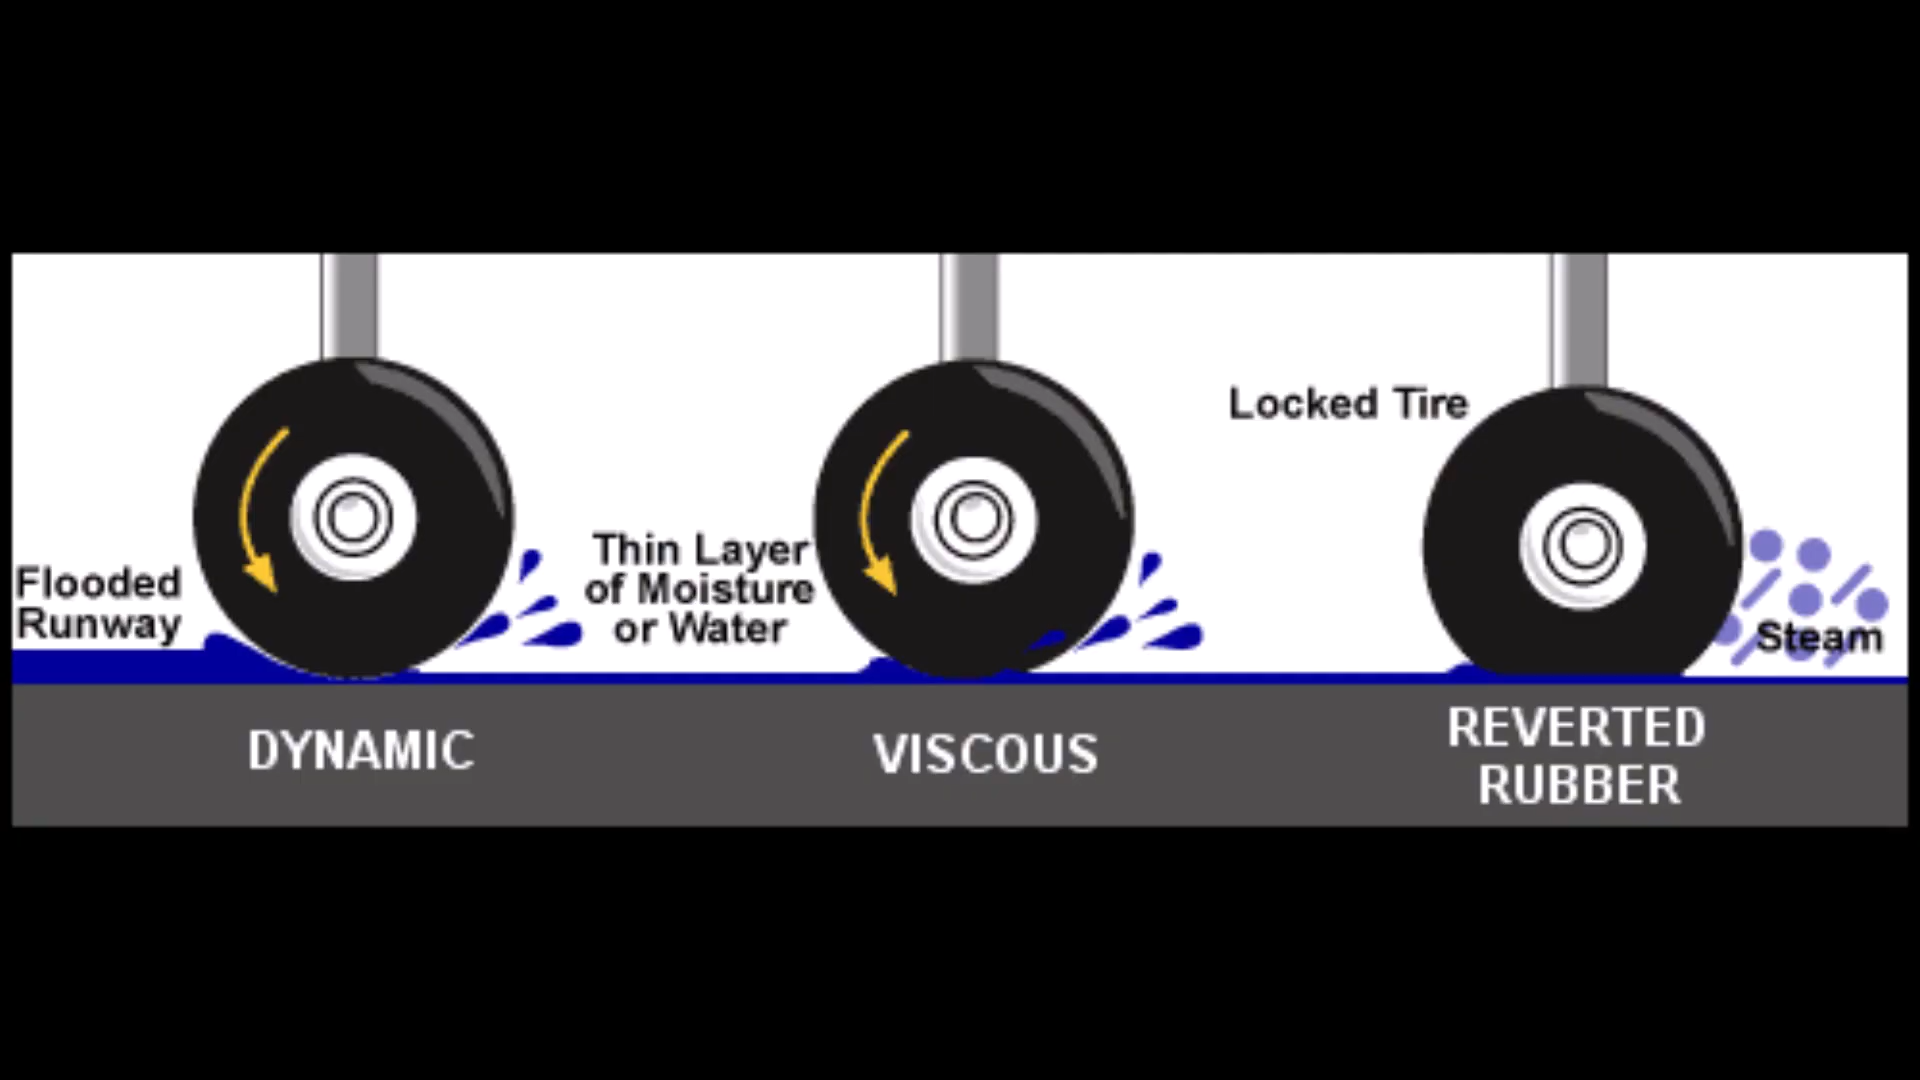 Flooded
Runway
DYNAMIC
Thin Layer
of Moisture
or Water
VISCOUS
Locked Tire
Steam
REVERTED
RUBBER